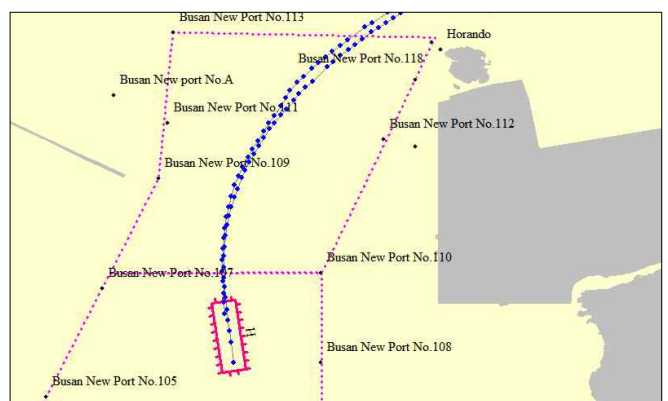 Busan New Port No.113
Horando
Busan New Port No.118
Busan New port No.A
Busan New Port No.111
Busan New Port No.112
Busan New Port No.109
Busan New Port No.110
Busan New Port No.107
Busan New Port No.108
Busan New Port No.105